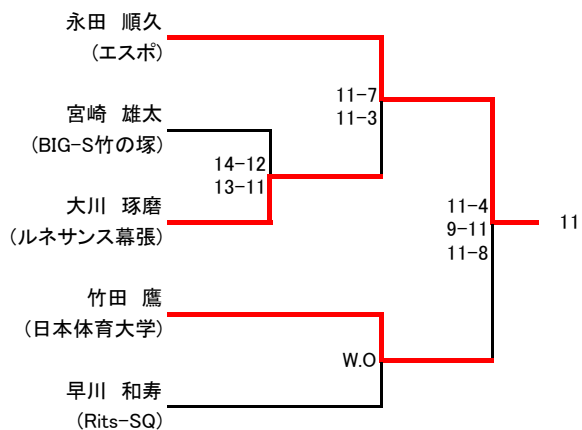 永田　順久
(エスポ)
宮崎　雄太
(BIG-S竹の塚)
大川　琢磨
(ルネサンス幕張)
竹田　鷹
(日本体育大学)
早川　和寿
(Rits-SQ)
14-12
13-11
11-7
11-3
W.O
11-4
9-11
11-8
11